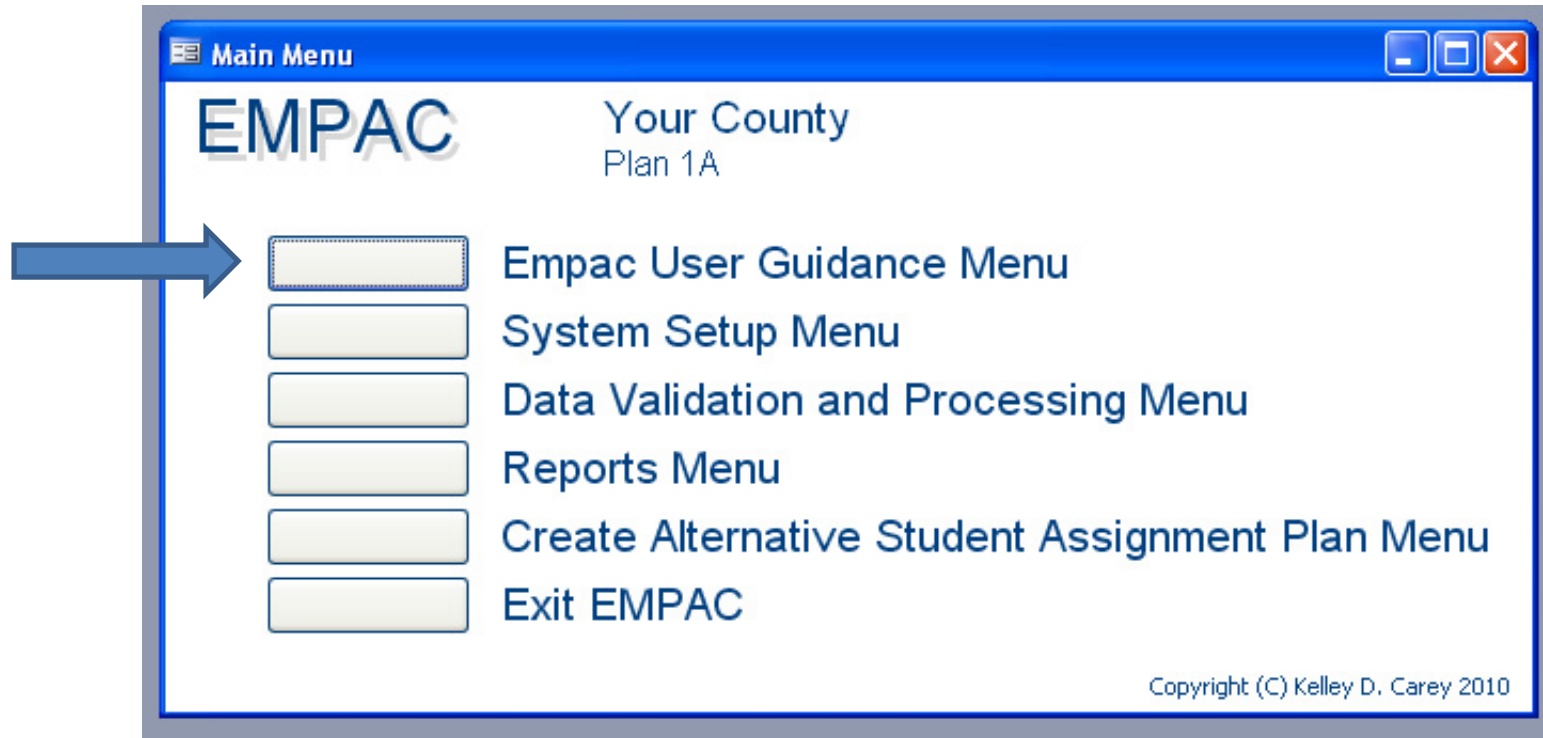 Main Menu
EMPAC
Your County
Plan 1A
Empac User Guidance Menu
System Setup Menu
Data Validation and Processing Menu
Reports Menu
Create Alternative Student Assignment Plan Menu
Exit EMPAC
Copyright (C) Kelley D. Carey 2010